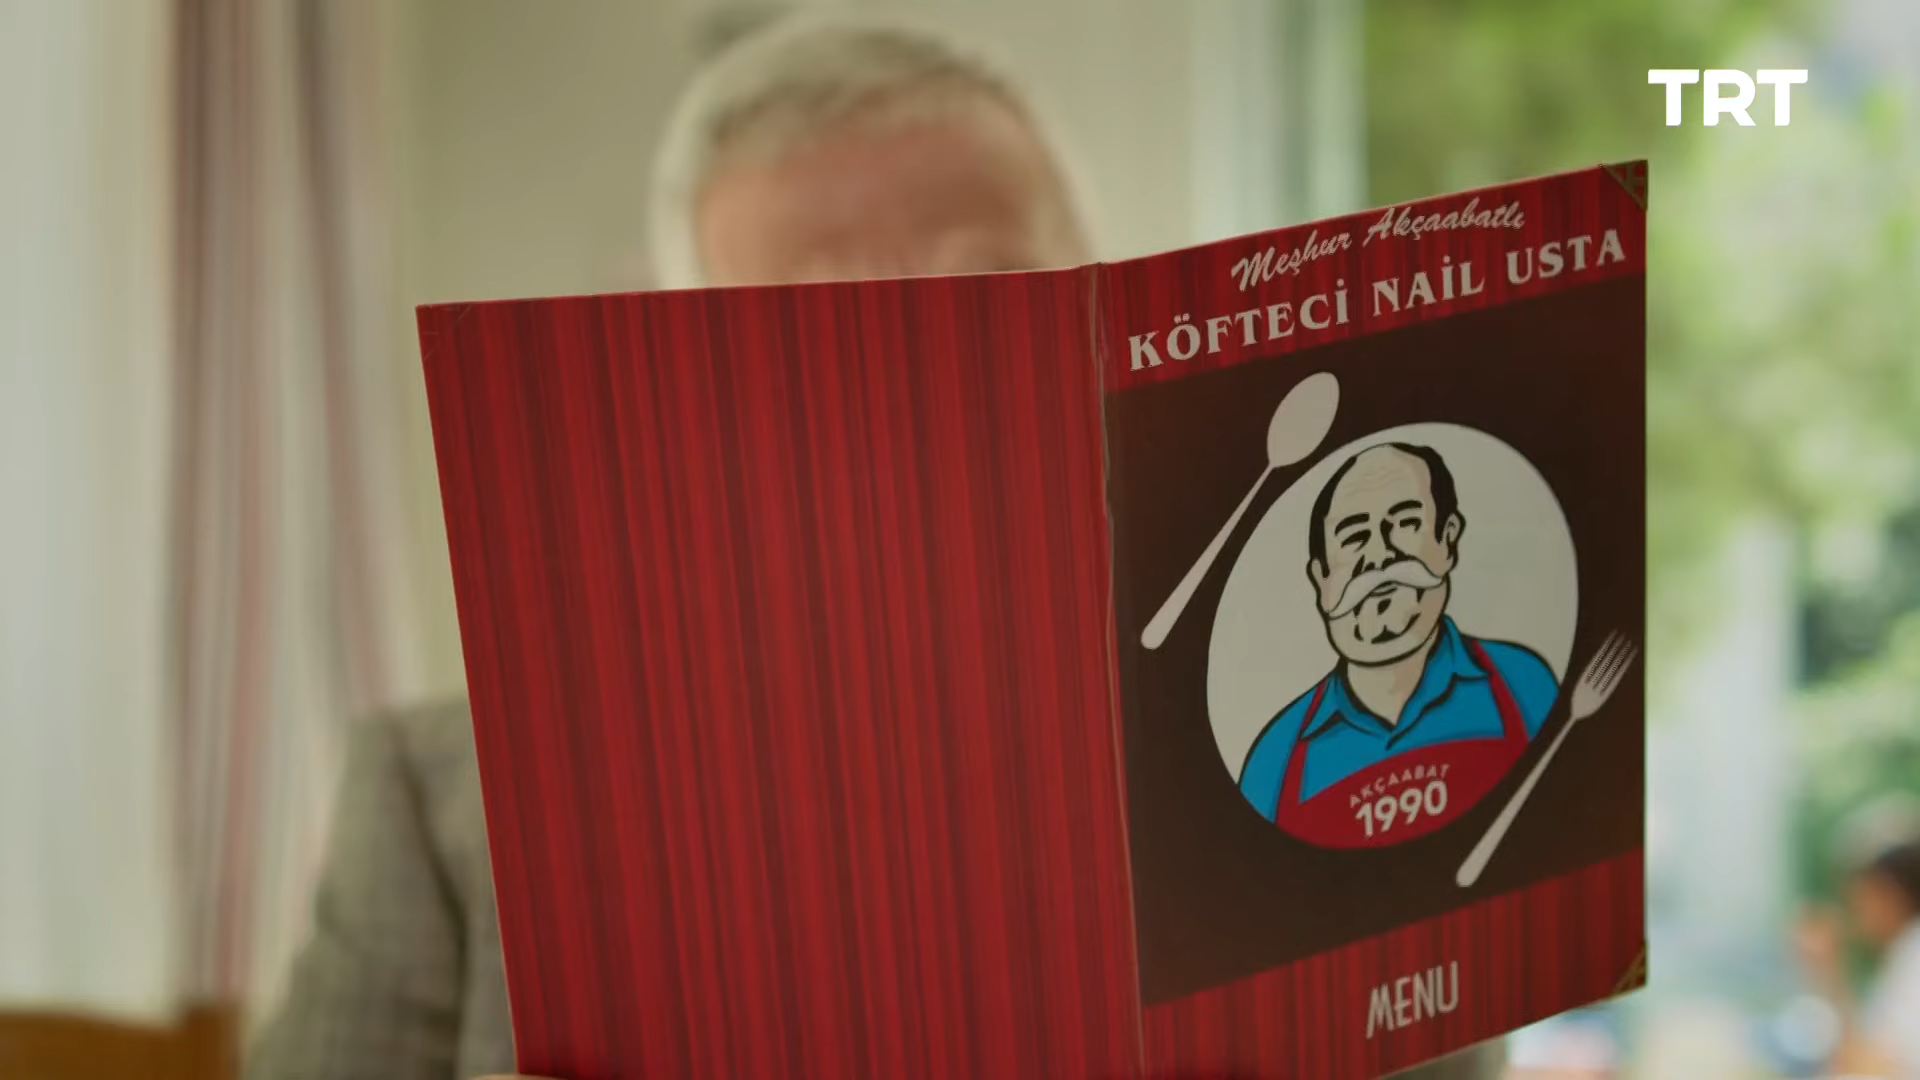 TRT
Meşhur Akçaabatlı
KÖFTECİ NAİL USTA
AKÇAABAT
1990
MENU